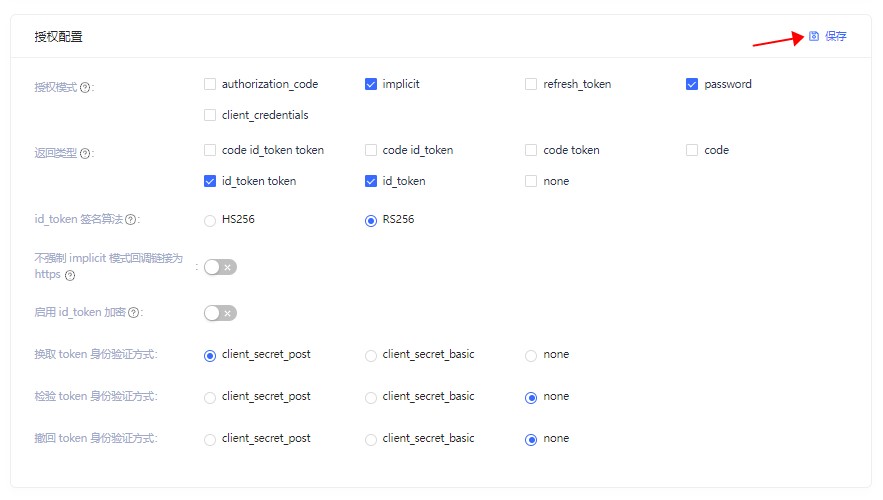 授权配置 保存
授权模式 ?: authorization_code implicit refresh_token password
client_credentials
返回类型 ?: code id_token token code id_token code token code
id_token token id_token none
id_token 签名算法 ?: HS256 RS256
不强制 implicit 模式回调链接为
https ? :
启用 id_token 加密 ?:
换取 token 身份验证方式: client_secret_post client_secret_basic none
检验 token 身份验证方式: client_secret_post client_secret_basic none
撤回 token 身份验证方式: client_secret_post client_secret_basic none